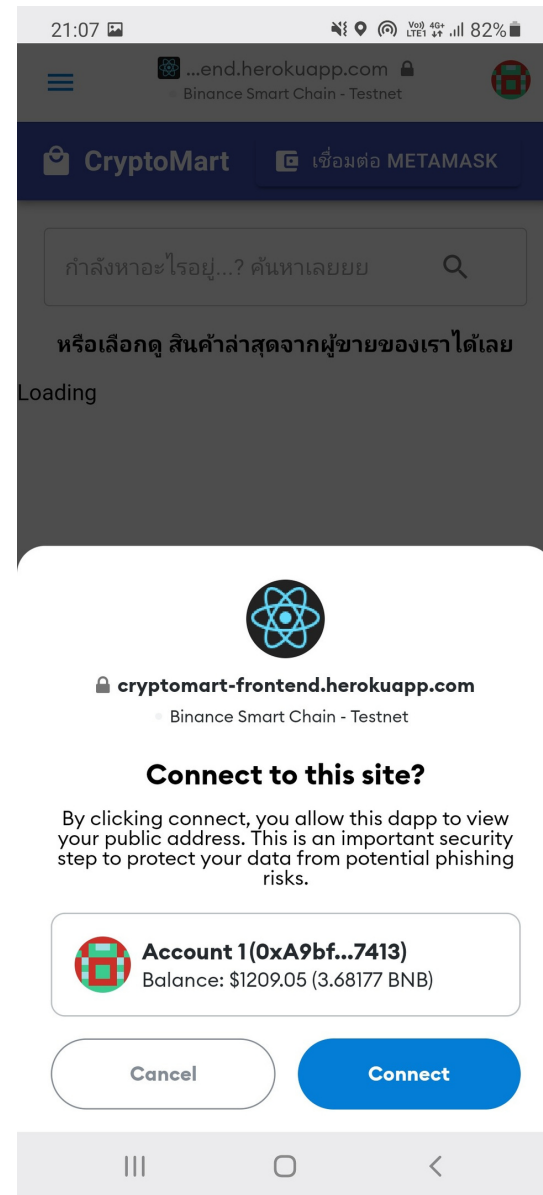 21:07 Vo)) 4G+ LTE1 82%
...end.herokuapp.com
Binance Smart Chain - Testnet
CryptoMart เชื่อมต่อ METAMASK
กำลังหาอะไรอยู่...? ค้นหาเลยยย
หรือเลือกดู สินค้าล่าสุดจากผู้ขายของเราได้เลย
Loading
cryptomart-frontend.herokuapp.com
Binance Smart Chain - Testnet
Connect to this site?
By clicking connect, you allow this dapp to view
your public address. This is an important security
step to protect your data from potential phishing
risks.
Account 1 (0xA9bf...7413)
Balance: $1209.05 (3.68177 BNB)
Cancel Connect